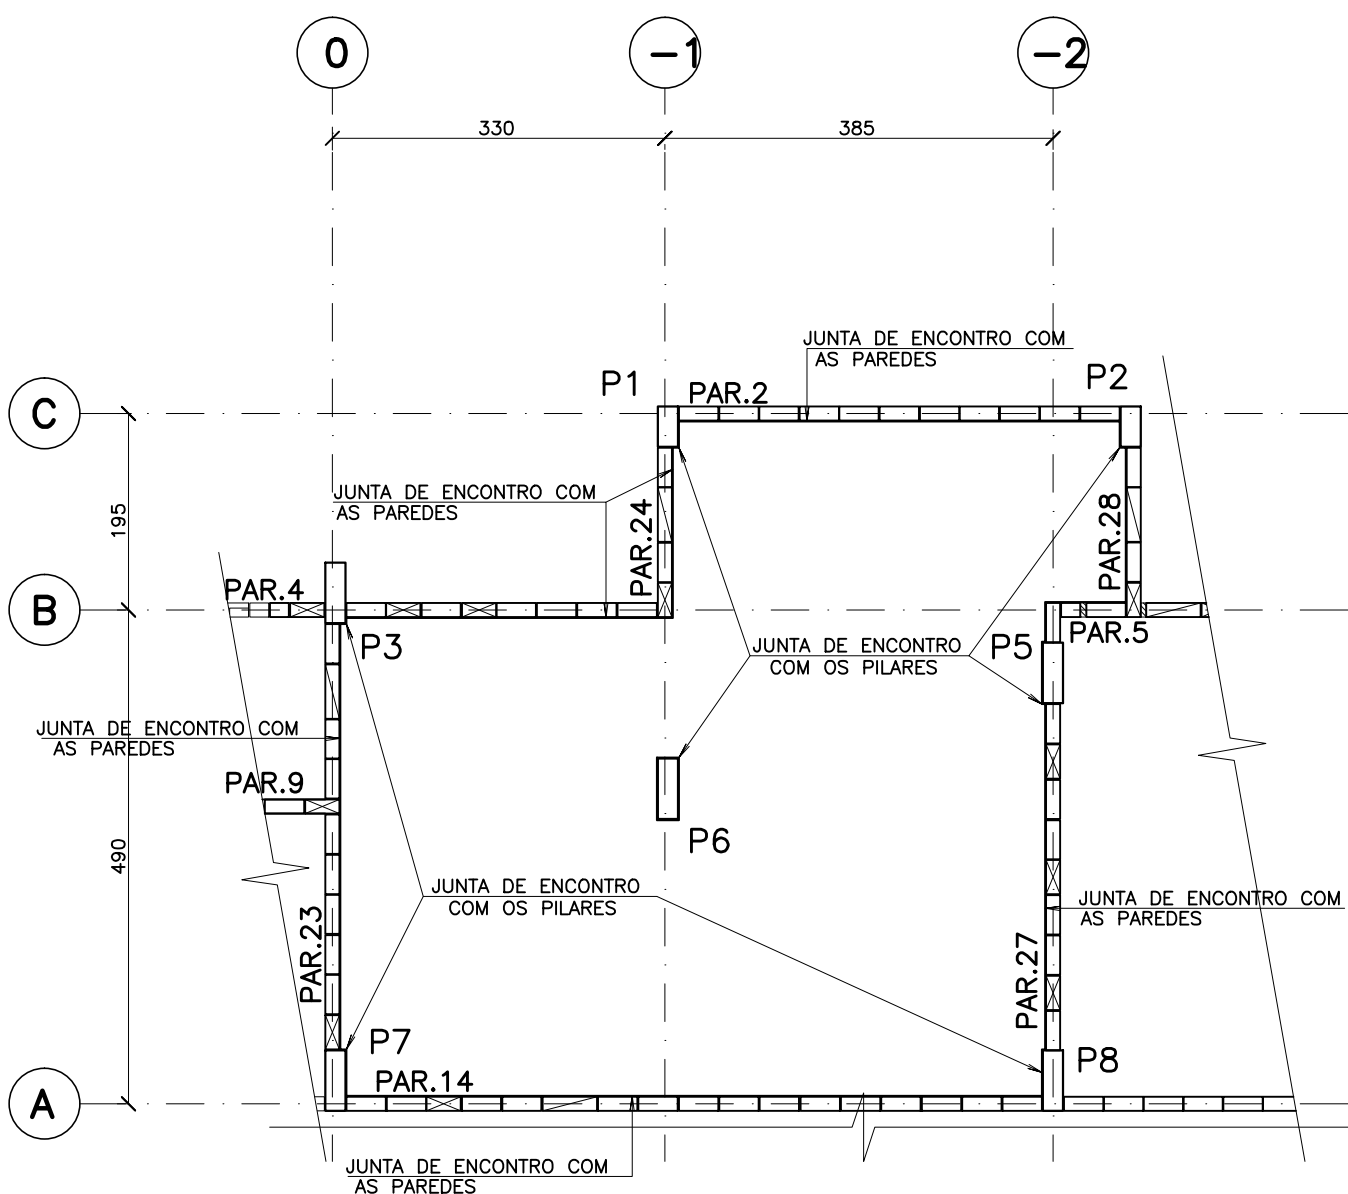 0
-1
-2
330
385
JUNTA DE ENCONTRO COM
AS PAREDES
P1
PAR.2
P2
C
JUNTA DE ENCONTRO COM
AS PAREDES
195
PAR.24
PAR.28
PAR.4
B
P3
PAR.5
P5
JUNTA DE ENCONTRO
COM OS PILARES
JUNTA DE ENCONTRO COM
AS PAREDES
PAR.9
P6
490
JUNTA DE ENCONTRO
COM OS PILARES
JUNTA DE ENCONTRO COM
AS PAREDES
PAR.23
PAR.27
P7
P8
PAR.14
A
JUNTA DE ENCONTRO COM
AS PAREDES